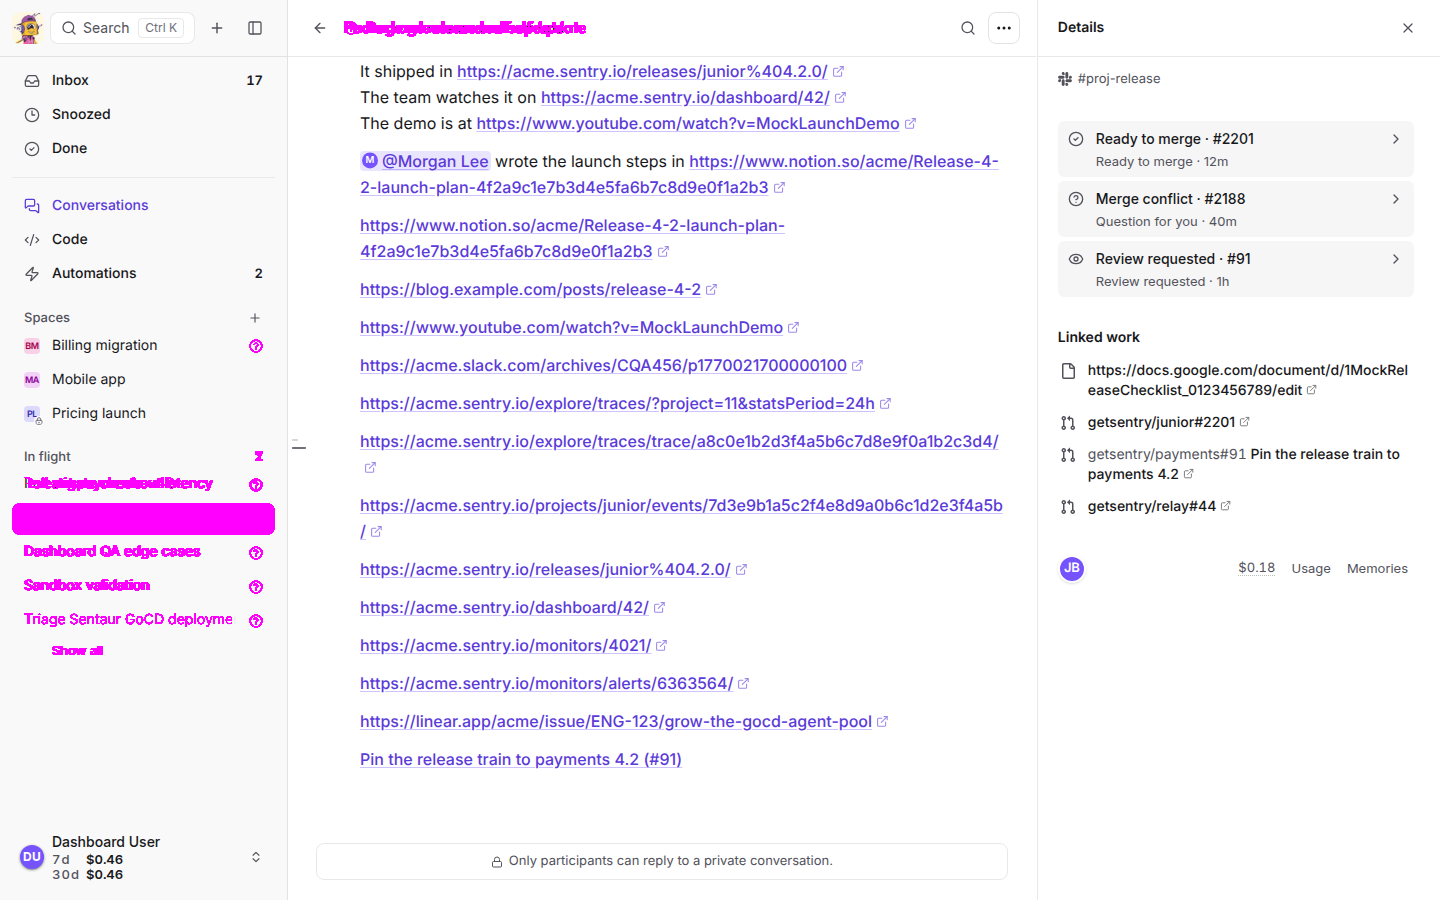 Search Ctrl K
Inbox 17
Snoozed
Done
Conversations
Code
Automations 2
Spaces
BM Billing migration
MA Mobile app
PL Pricing launch
In flight
Dashboard QA edge cases
Sandbox validation
Triage Sentaur GoCD deployme
Show all
DU Dashboard User
7d $0.46
30d $0.46
It shipped in https://acme.sentry.io/releases/junior%404.2.0/
The team watches it on https://acme.sentry.io/dashboard/42/
The demo is at https://www.youtube.com/watch?v=MockLaunchDemo
M @Morgan Lee wrote the launch steps in https://www.notion.so/acme/Release-4-
2-launch-plan-4f2a9c1e7b3d4e5fa6b7c8d9e0f1a2b3
https://www.notion.so/acme/Release-4-2-launch-plan-
4f2a9c1e7b3d4e5fa6b7c8d9e0f1a2b3
https://blog.example.com/posts/release-4-2
https://www.youtube.com/watch?v=MockLaunchDemo
https://acme.slack.com/archives/CQA456/p1770021700000100
https://acme.sentry.io/explore/traces/?project=11&statsPeriod=24h
https://acme.sentry.io/explore/traces/trace/a8c0e1b2d3f4a5b6c7d8e9f0a1b2c3d4/
https://acme.sentry.io/projects/junior/events/7d3e9b1a5c2f4e8d9a0b6c1d2e3f4a5b
/
https://acme.sentry.io/releases/junior%404.2.0/
https://acme.sentry.io/dashboard/42/
https://acme.sentry.io/monitors/4021/
https://acme.sentry.io/monitors/alerts/6363564/
https://linear.app/acme/issue/ENG-123/grow-the-gocd-agent-pool
Pin the release train to payments 4.2 (#91)
Only participants can reply to a private conversation.
Details
#proj-release
Ready to merge · #2201
Ready to merge · 12m
Merge conflict · #2188
Question for you · 40m
Review requested · #91
Review requested · 1h
Linked work
https://docs.google.com/document/d/1MockRel
easeChecklist_0123456789/edit
getsentry/junior#2201
getsentry/payments#91 Pin the release train to
payments 4.2
getsentry/relay#44
JB $0.18 Usage Memories